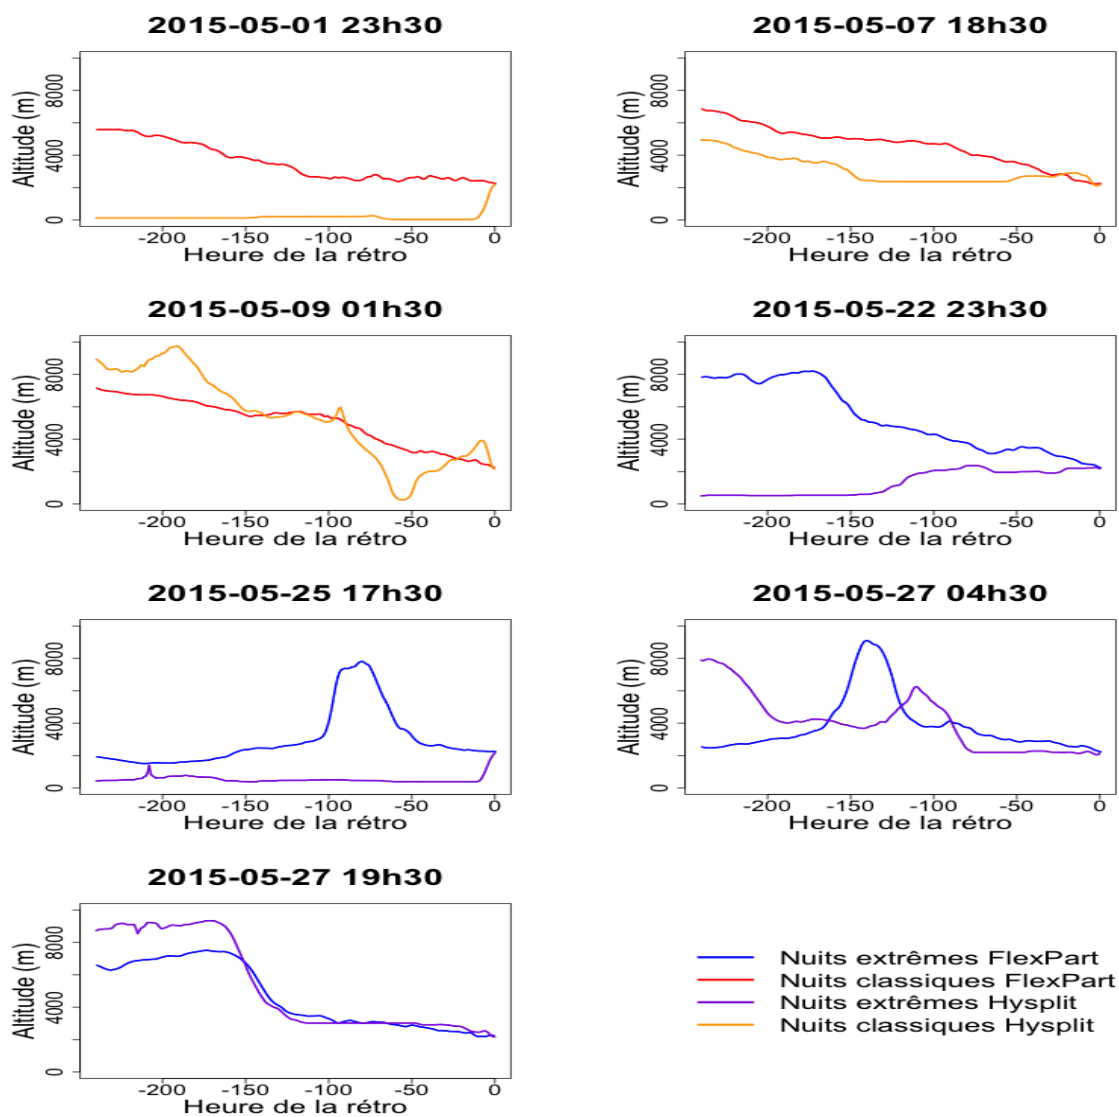 2015-05-01 23h30
Altitude (m)
0 4000 8000
-200 -150 -100 -50 0
Heure de la rétro
2015-05-07 18h30
Altitude (m)
0 4000 8000
-200 -150 -100 -50 0
Heure de la rétro
2015-05-09 01h30
Altitude (m)
0 4000 8000
-200 -150 -100 -50 0
Heure de la rétro
2015-05-22 23h30
Altitude (m)
0 4000 8000
-200 -150 -100 -50 0
Heure de la rétro
2015-05-25 17h30
Altitude (m)
0 4000 8000
-200 -150 -100 -50 0
Heure de la rétro
2015-05-27 04h30
Altitude (m)
0 4000 8000
-200 -150 -100 -50 0
Heure de la rétro
2015-05-27 19h30
Altitude (m)
0 4000 8000
-200 -150 -100 -50 0
Heure de la rétro
Nuits extrêmes FlexPart
Nuits classiques FlexPart
Nuits extrêmes Hysplit
Nuits classiques Hysplit